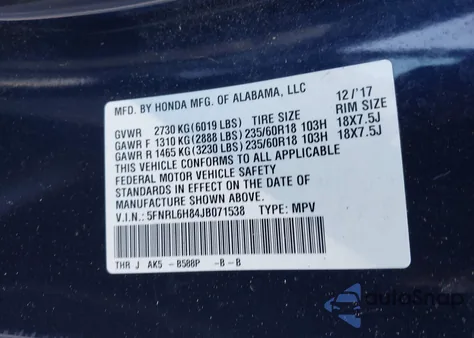 MFD. BY HONDA MFG. OF ALABAMA, LLC 12/'17
GVWR 2730 KG(6019 LBS) TIRE SIZE RIM SIZE
GAWR F 1310 KG(2888 LBS) 235/60R18 103H 18X7.5J
GAWR R 1465 KG(3230 LBS) 235/60R18 103H 18X7.5J
THIS VEHICLE CONFORMS TO ALL APPLICABLE
FEDERAL MOTOR VEHICLE SAFETY
STANDARDS IN EFFECT ON THE DATE OF
MANUFACTURE SHOWN ABOVE.
V.I.N.: 5FNRL6H84JB071538 TYPE: MPV
THR J AK5 -B588P -B-B
autoSnap